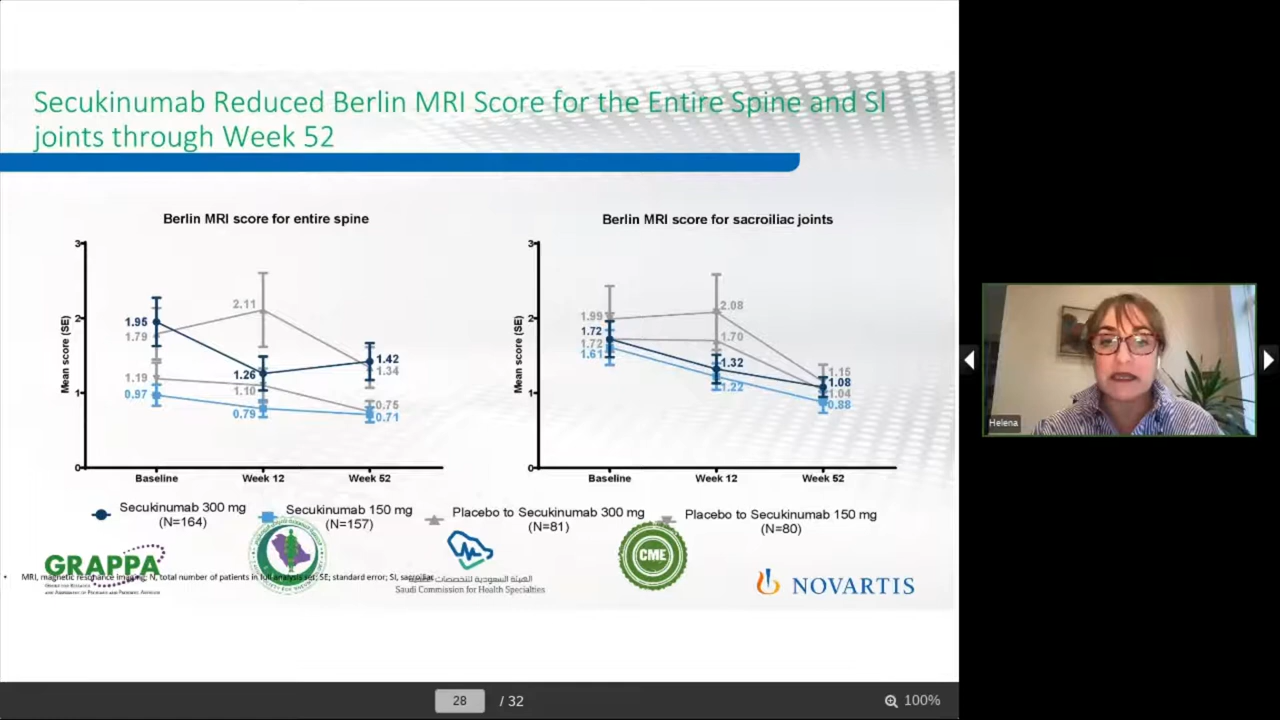 Secukinumab Reduced Berlin MRI Score for the Entire Spine and SI
joints through Week 52
Berlin MRI score for entire spine
Mean score (SE)
3
2
1
0
1.95
1.79
1.19
0.97
2.11
1.26
1.10
0.79
1.42
1.34
0.75
0.71
Baseline Week 12 Week 52
Berlin MRI score for sacroiliac joints
Mean score (SE)
3
2
1
0
1.99
1.72
1.72
1.61
2.08
1.70
1.32
1.22
1.15
1.08
1.04
0.88
Baseline Week 12 Week 52
Secukinumab 300 mg
(N=164)
Secukinumab 150 mg
(N=157)
Placebo to Secukinumab 300 mg
(N=81)
Placebo to Secukinumab 150 mg
(N=80)
GRAPPA
• MRI, magnetic resonance imaging; N, total number of patients in full analysis set; SE; standard error; SI, sacroiliac
الهيئة السعودية للتخصصات الصحية
Saudi Commission for Health Specialties
CME
NOVARTIS
Helena
28 / 32
100%